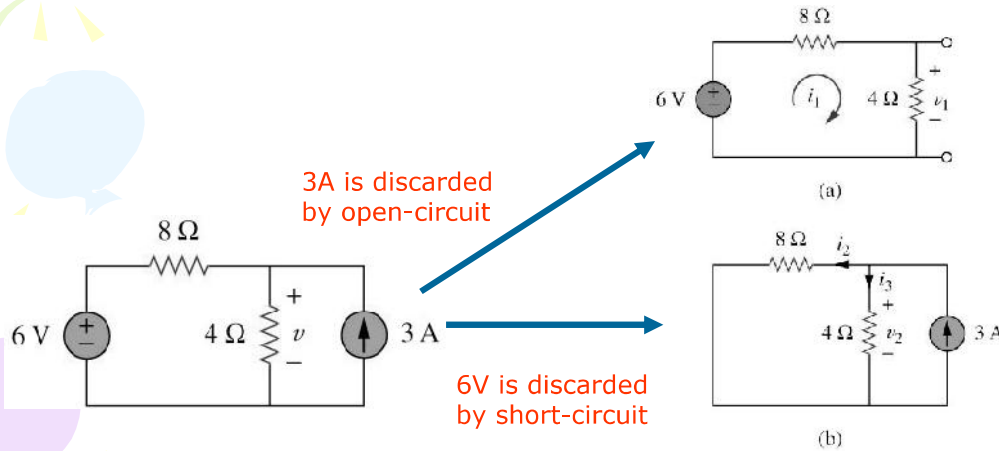 3A is discarded
by open-circuit
8 Ω
6 V
+
−
4 Ω
+
v
−
3 A
6V is discarded
by short-circuit
8 Ω
6 V
+
−
i₁
4 Ω
+
v₁
−
(a)
8 Ω
i₂
i₃
4 Ω
+
v₂
−
3 A
(b)